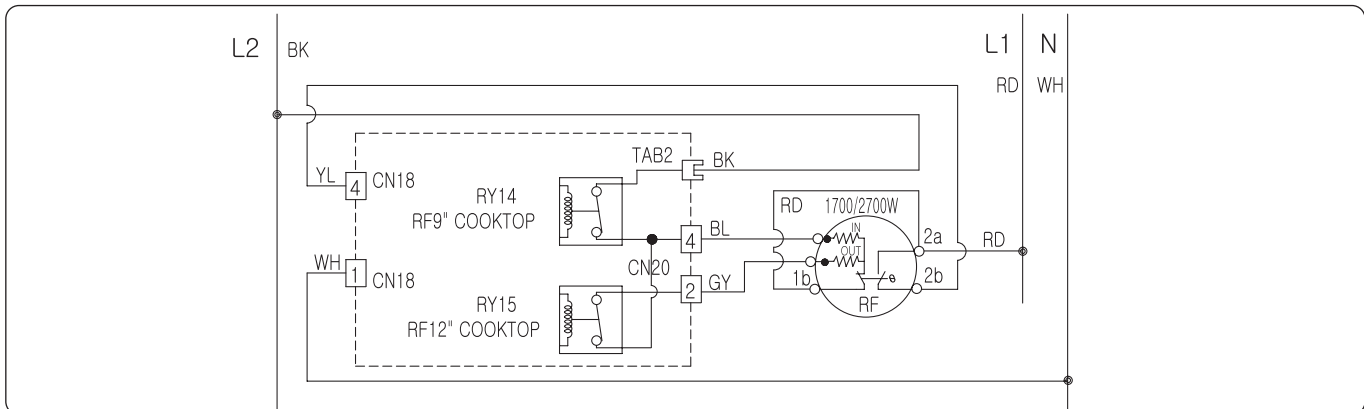 L2 BK L1 N
RD WH
TAB2 BK
YL 4 CN18
RY14
RF9" COOKTOP
RD 1700/2700W
IN
BL 4
2a RD
OUT
CN20
WH 1 CN18
2 GY
1b θ 2b
RF
RY15
RF12" COOKTOP